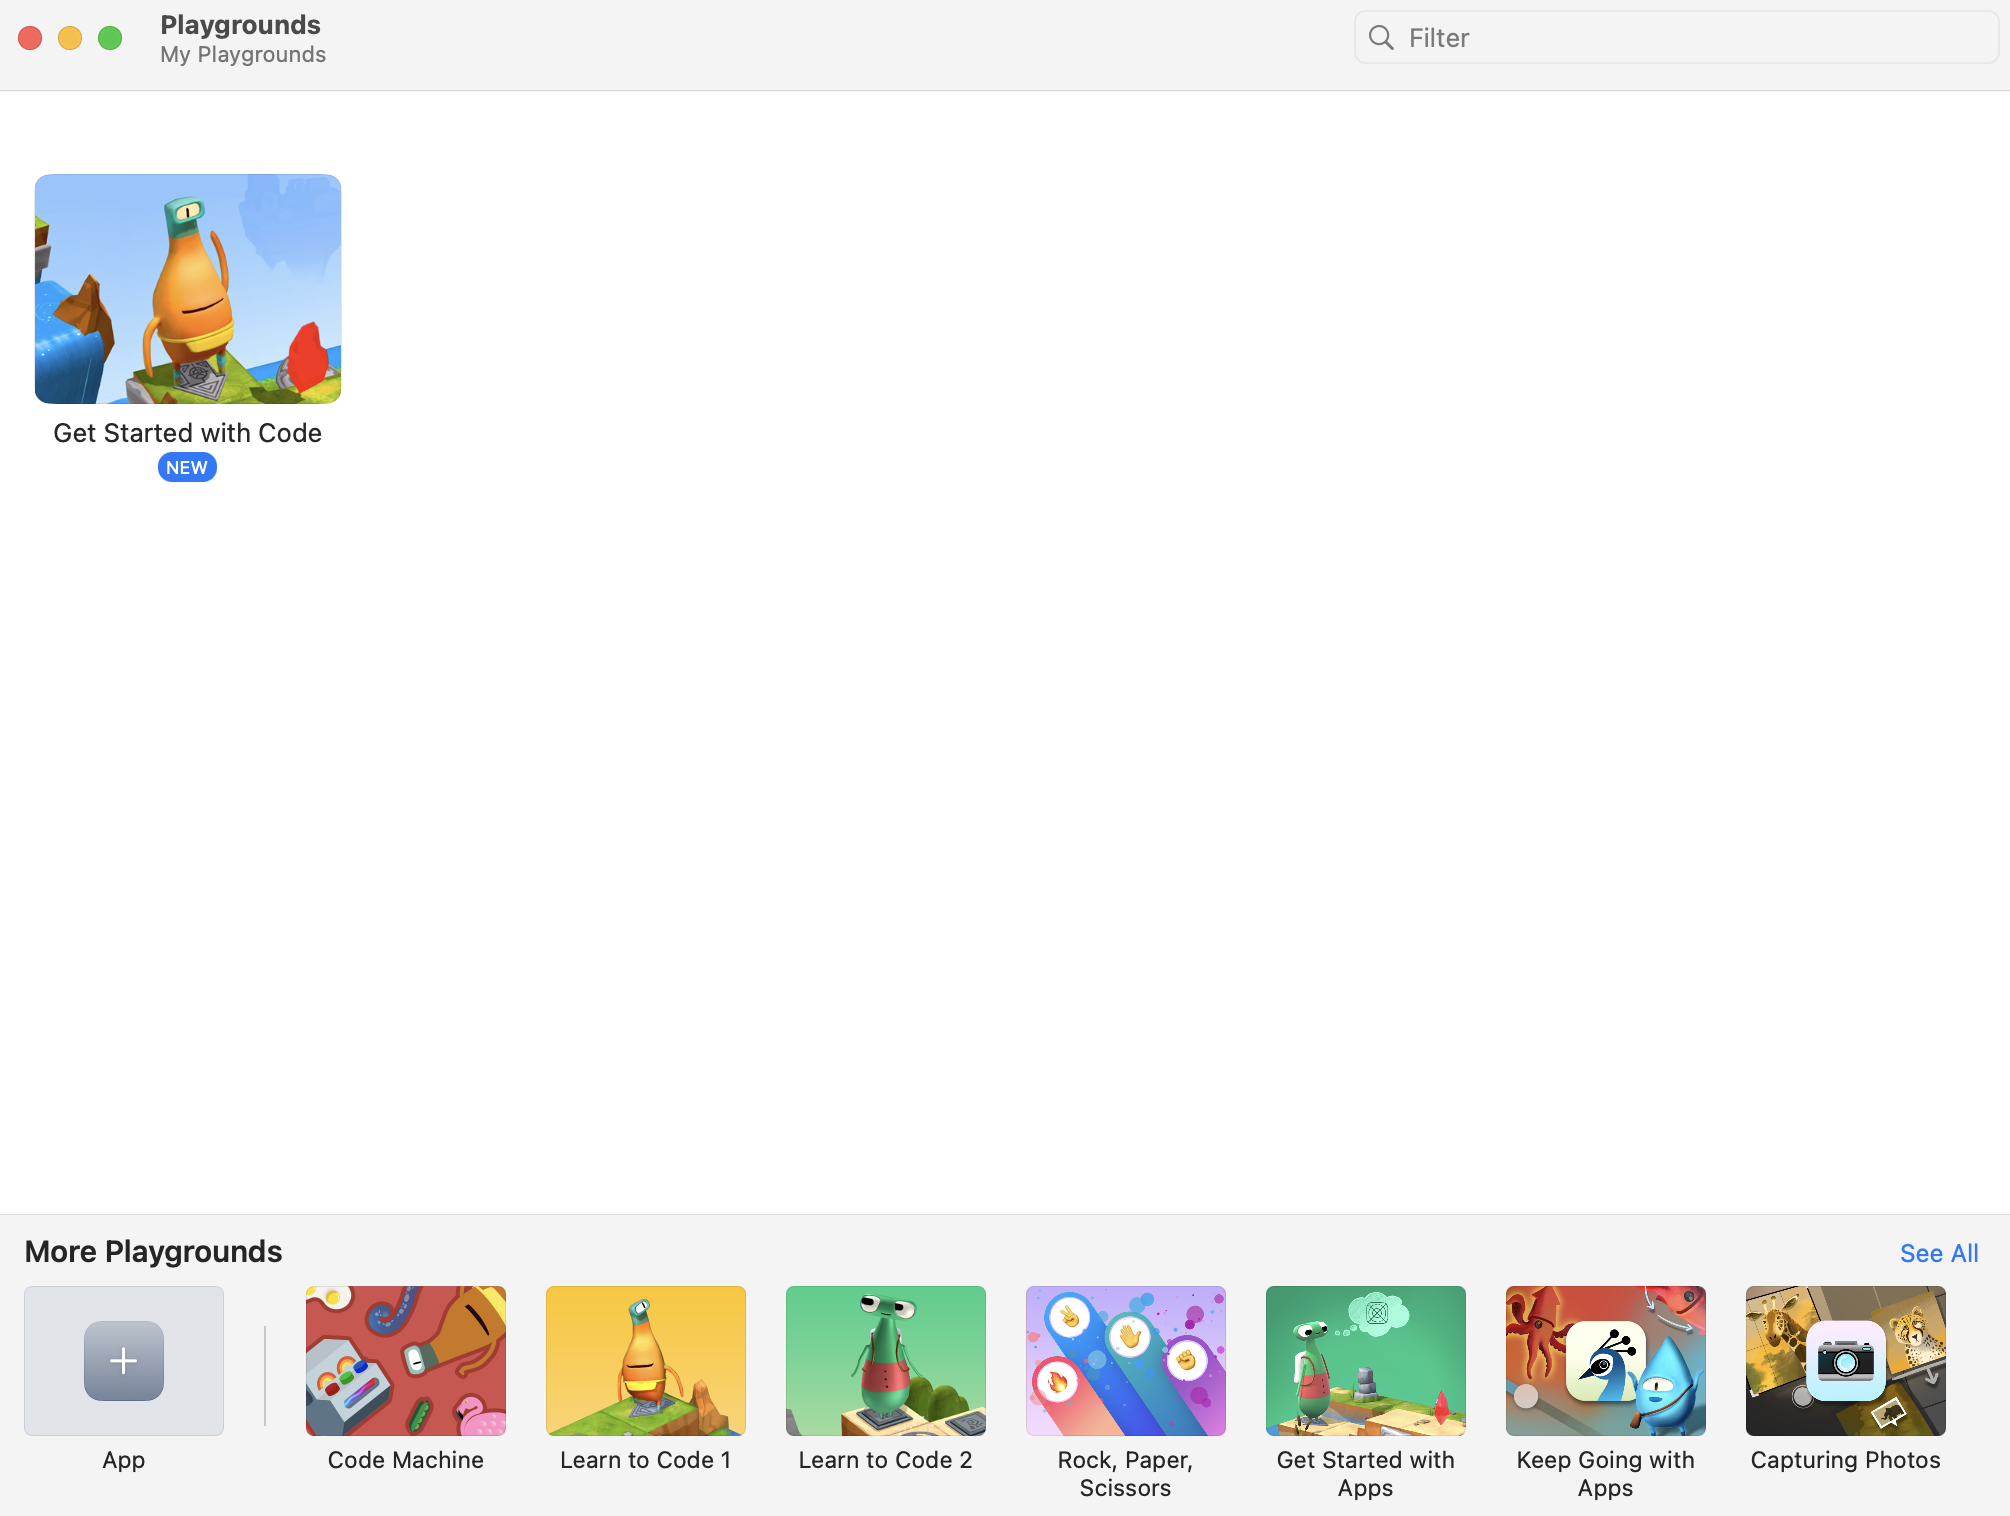 Playgrounds
My Playgrounds
Filter
Get Started with Code
NEW
More Playgrounds
See All
App
Code Machine
Learn to Code 1
Learn to Code 2
Rock, Paper,
Scissors
Get Started with
Apps
Keep Going with
Apps
Capturing Photos